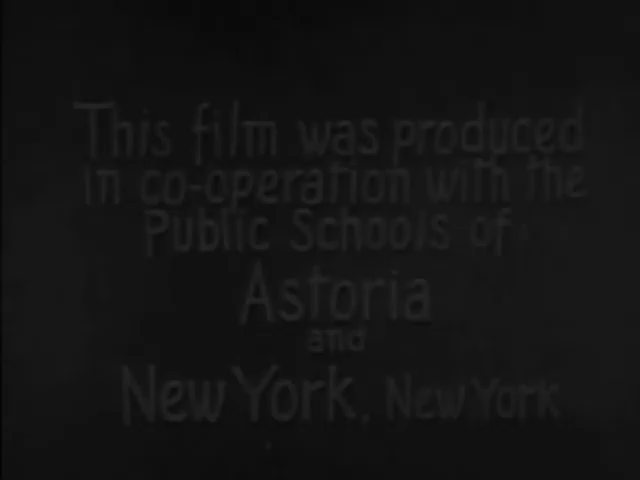 This film was produced
in co-operation with the
Public Schools of
Astoria
and
New York, New York